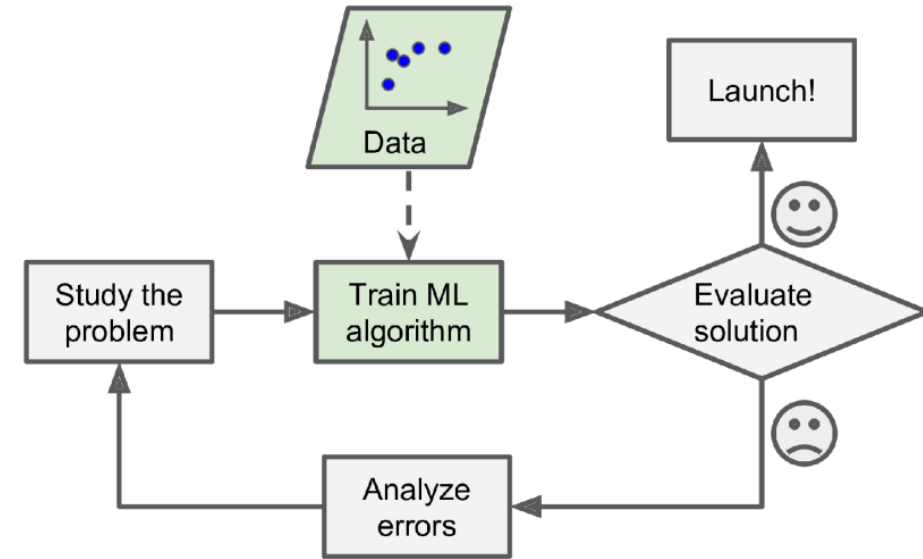 Data
Launch!
Study the
problem
Train ML
algorithm
Evaluate
solution
Analyze
errors